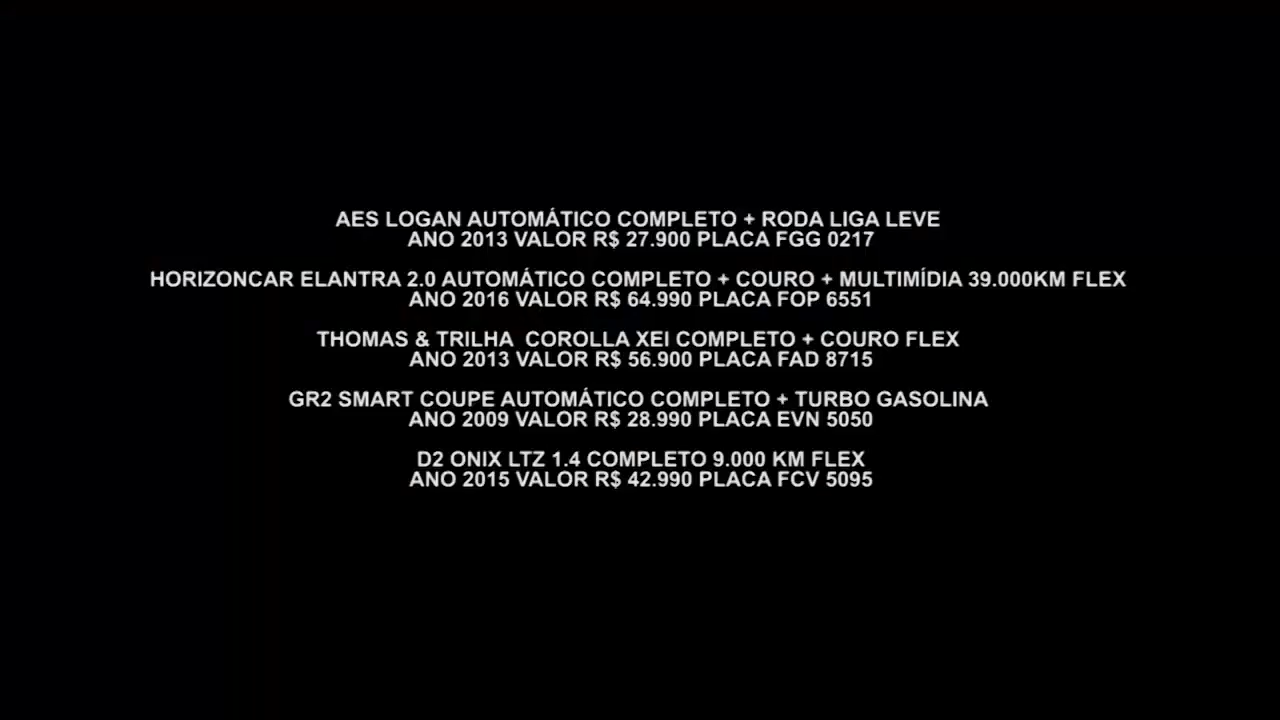 AES LOGAN AUTOMÁTICO COMPLETO + RODA LIGA LEVE
ANO 2013 VALOR R$ 27.900 PLACA FGG 0217
HORIZONCAR ELANTRA 2.0 AUTOMÁTICO COMPLETO + COURO + MULTIMÍDIA 39.000KM FLEX
ANO 2016 VALOR R$ 64.990 PLACA FOP 6551
THOMAS & TRILHA  COROLLA XEI COMPLETO + COURO FLEX
ANO 2013 VALOR R$ 56.900 PLACA FAD 8715
GR2 SMART COUPE AUTOMÁTICO COMPLETO + TURBO GASOLINA
ANO 2009 VALOR R$ 28.990 PLACA EVN 5050
D2 ONIX LTZ 1.4 COMPLETO 9.000 KM FLEX
ANO 2015 VALOR R$ 42.990 PLACA FCV 5095